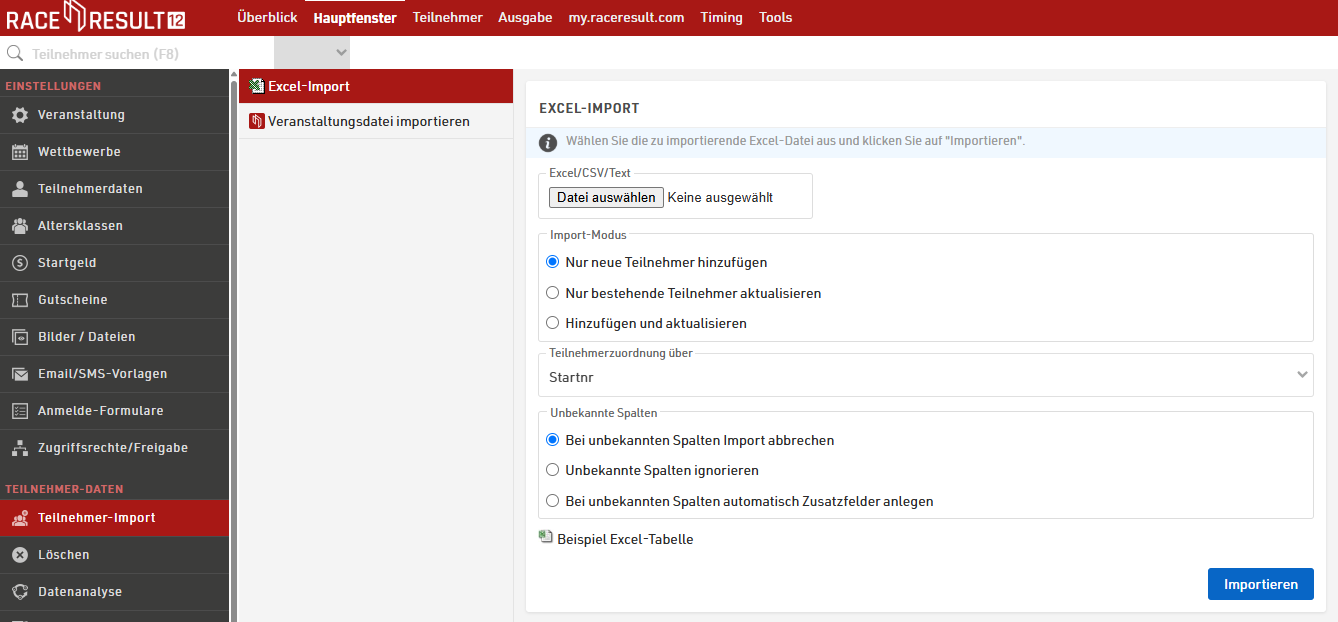 RACE RESULT 12
Überblick Hauptfenster Teilnehmer Ausgabe my.raceresult.com Timing Tools
Teilnehmer suchen (F8)
EINSTELLUNGEN
Veranstaltung
Wettbewerbe
Teilnehmerdaten
Altersklassen
Startgeld
Gutscheine
Bilder / Dateien
Email/SMS-Vorlagen
Anmelde-Formulare
Zugriffsrechte/Freigabe
TEILNEHMER-DATEN
Teilnehmer-Import
Löschen
Datenanalyse
Excel-Import
Veranstaltungsdatei importieren
EXCEL-IMPORT
Wählen Sie die zu importierende Excel-Datei aus und klicken Sie auf "Importieren".
Excel/CSV/Text
Datei auswählen Keine ausgewählt
Import-Modus
Nur neue Teilnehmer hinzufügen
Nur bestehende Teilnehmer aktualisieren
Hinzufügen und aktualisieren
Teilnehmerzuordnung über
Startnr
Unbekannte Spalten
Bei unbekannten Spalten Import abbrechen
Unbekannte Spalten ignorieren
Bei unbekannten Spalten automatisch Zusatzfelder anlegen
Beispiel Excel-Tabelle
Importieren